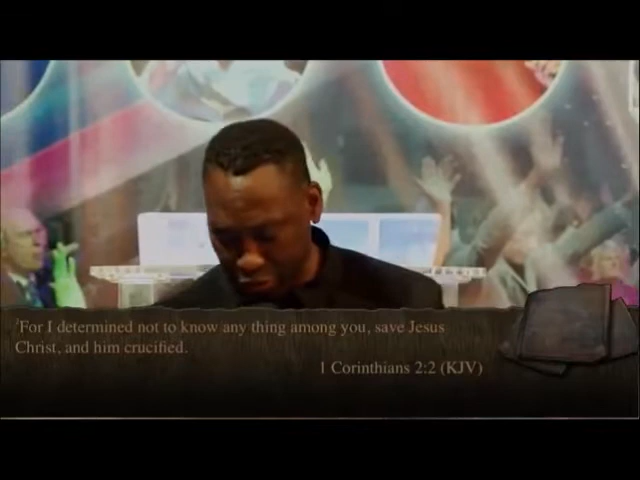 ²For I determined not to know any thing among you, save Jesus
Christ, and him crucified.
1 Corinthians 2:2 (KJV)